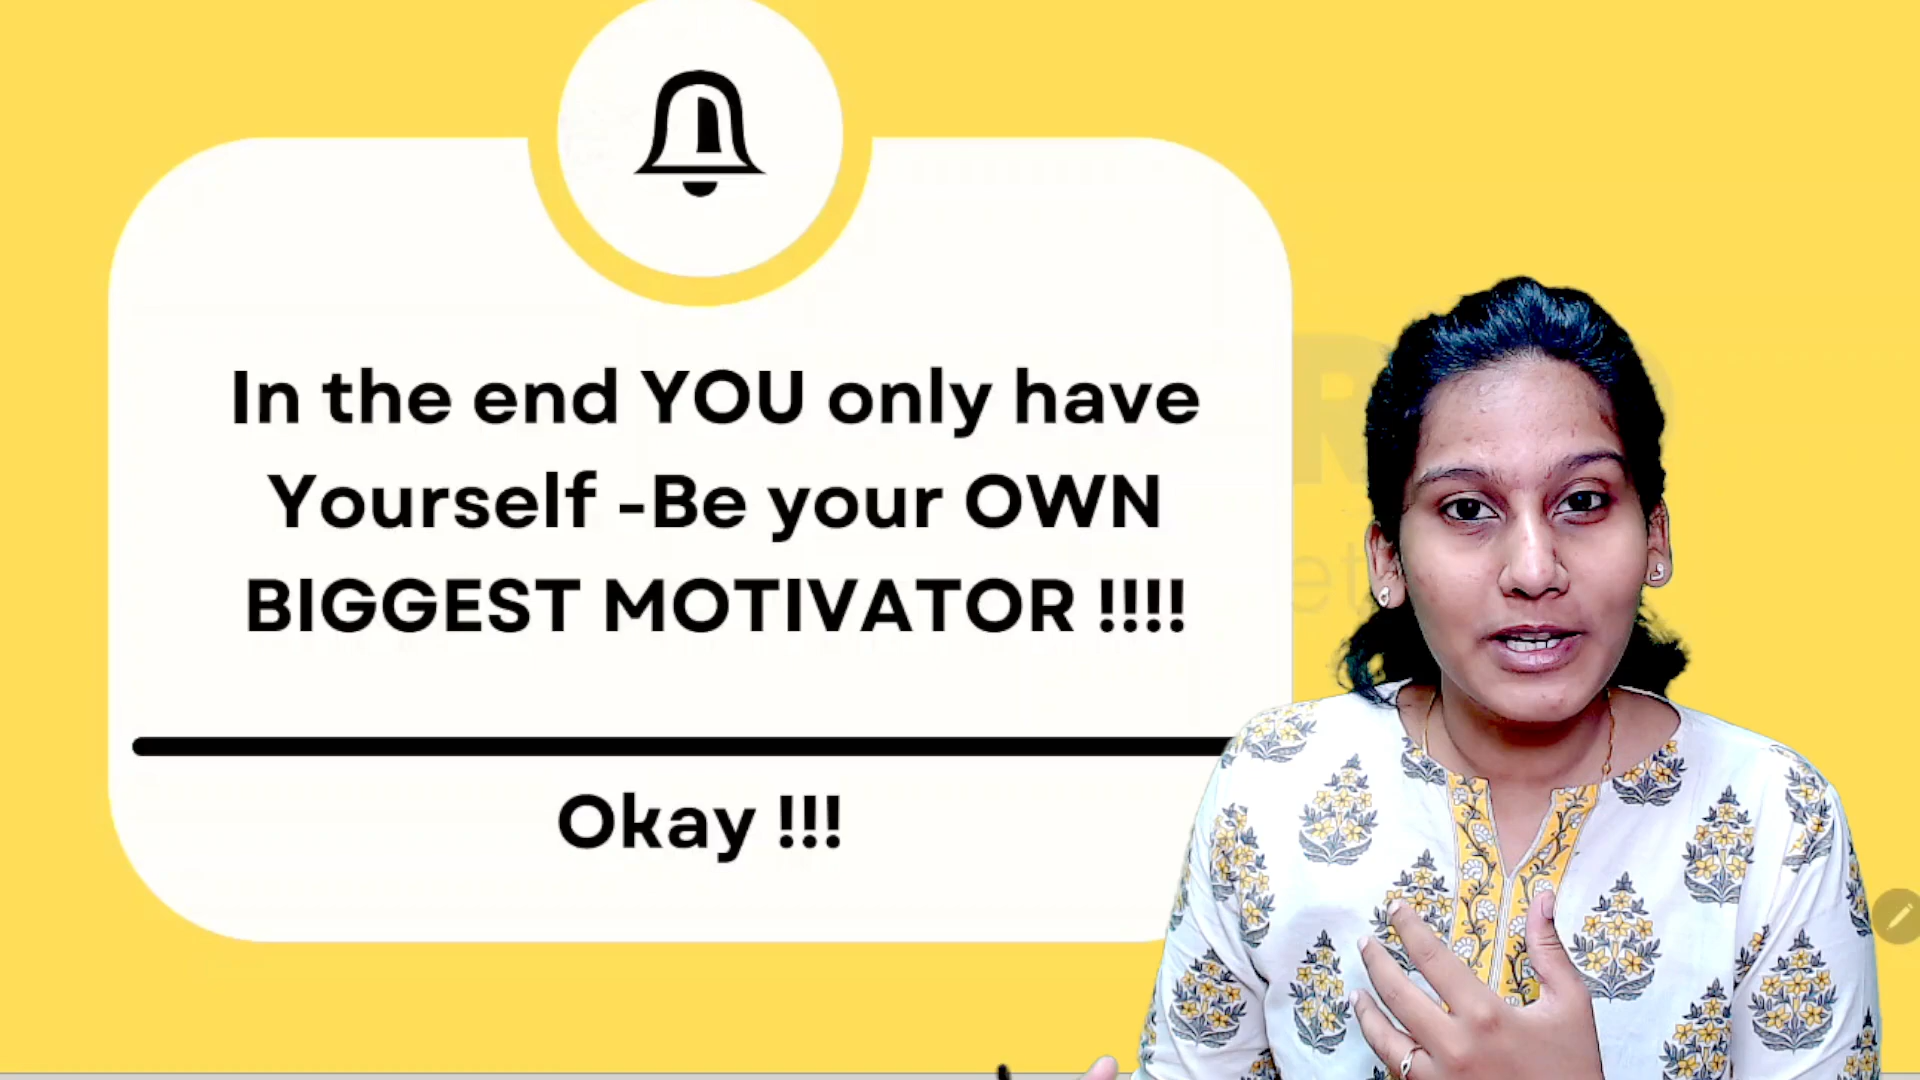 In the end YOU only have
Yourself -Be your OWN
BIGGEST MOTIVATOR !!!!
Okay !!!